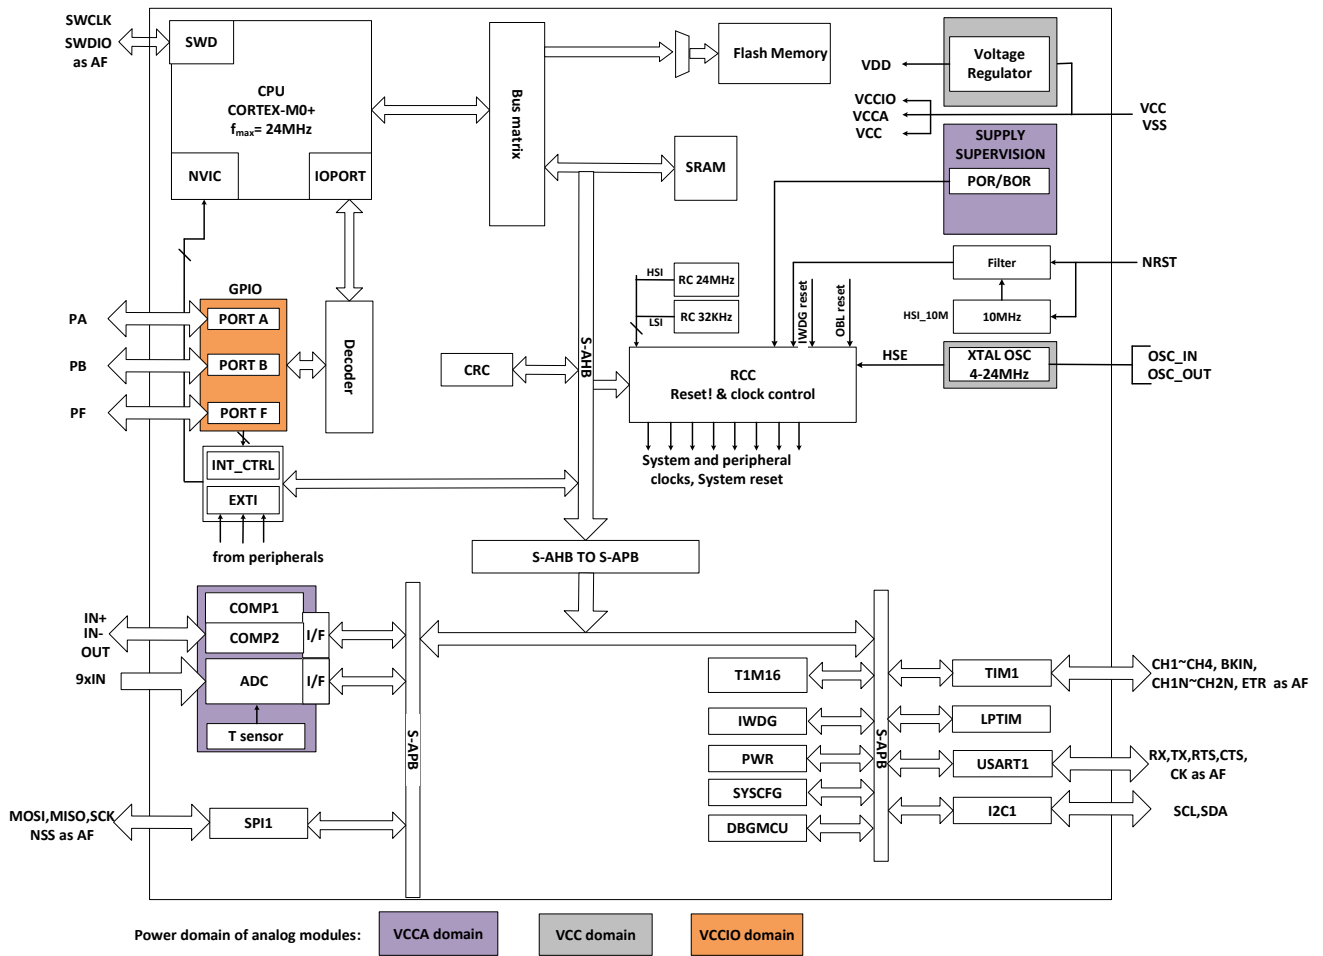 SWCLK
SWDIO
as AF
SWD
CPU
CORTEX-M0+
fmax= 24MHz
NVIC
IOPORT
Bus matrix
Flash Memory
SRAM
Voltage
Regulator
VDD
VCCIO
VCCA
VCC
VCC
VSS
SUPPLY
SUPERVISION
POR/BOR
Filter
NRST
HSI_10M
10MHz
HSI
RC 24MHz
LSI
RC 32KHz
IWDG reset
OBL reset
GPIO
PA
PORT A
PB
PORT B
PF
PORT F
Decoder
CRC
S-AHB
RCC
Reset! & clock control
HSE
XTAL OSC
4-24MHz
OSC_IN
OSC_OUT
System and peripheral
clocks, System reset
INT_CTRL
EXTI
from peripherals
S-AHB TO S-APB
IN+
IN-
OUT
COMP1
COMP2
I/F
9xIN
ADC
I/F
T sensor
S-APB
MOSI,MISO,SCK
NSS as AF
SPI1
T1M16
IWDG
PWR
SYSCFG
DBGMCU
S-APB
TIM1
CH1~CH4, BKIN,
CH1N~CH2N, ETR as AF
LPTIM
USART1
RX,TX,RTS,CTS,
CK as AF
I2C1
SCL,SDA
Power domain of analog modules:
VCCA domain
VCC domain
VCCIO domain